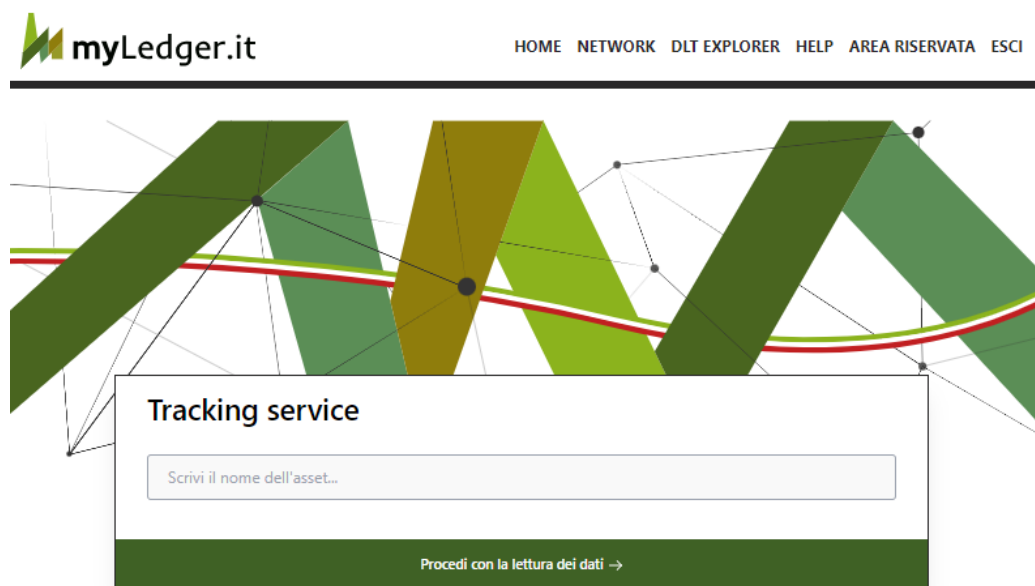 myLedger.it
HOME NETWORK DLT EXPLORER HELP AREA RISERVATA ESCI
Tracking service
Scrivi il nome dell'asset...
Procedi con la lettura dei dati →